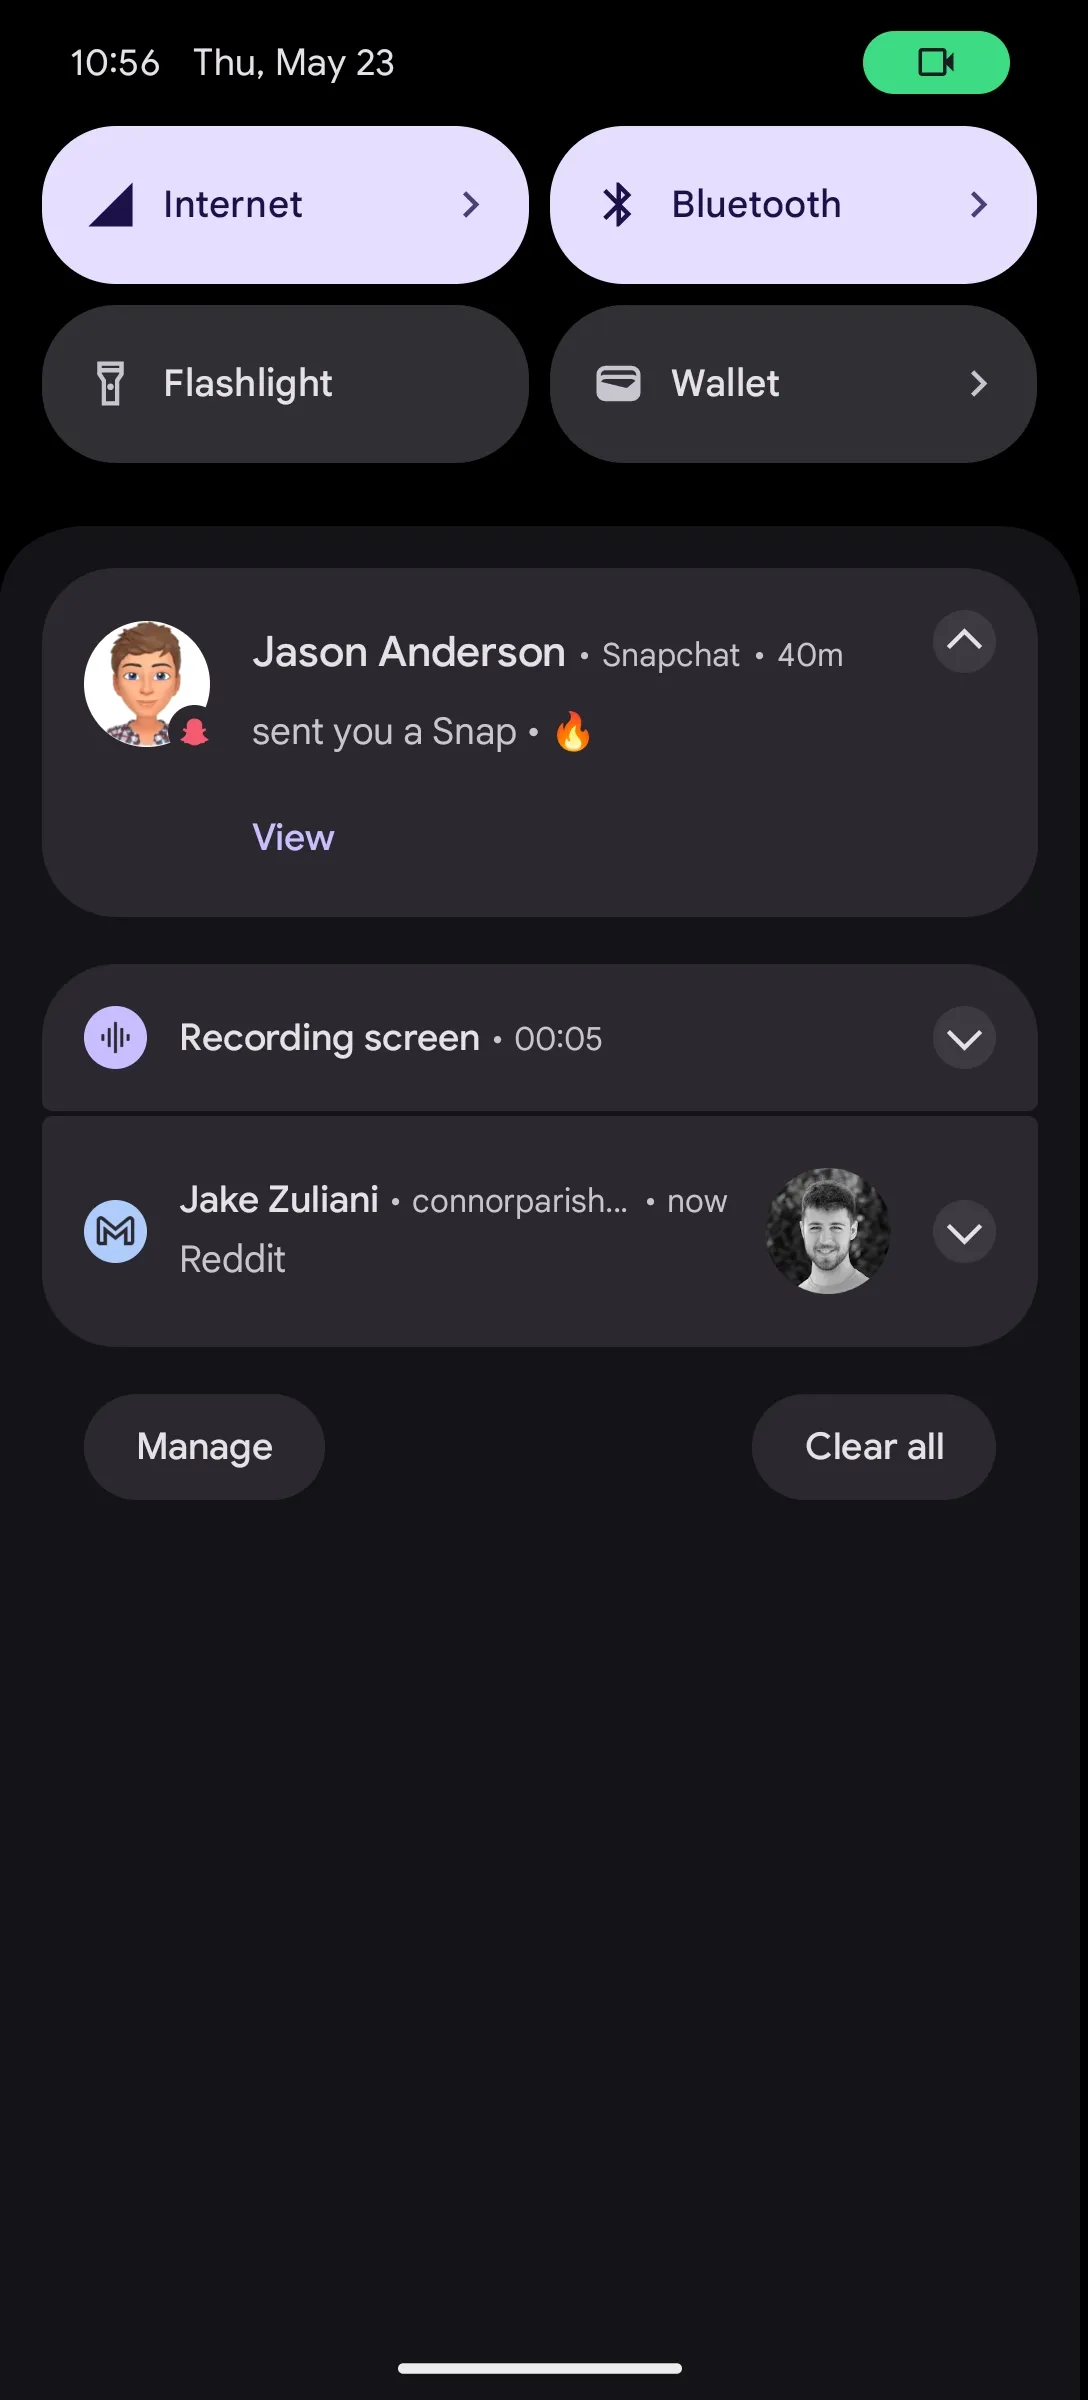 10:56 Thu, May 23
Internet
Bluetooth
Flashlight
Wallet
Jason Anderson • Snapchat • 40m
sent you a Snap • 🔥
View
Recording screen • 00:05
Jake Zuliani • connorparish... • now
Reddit
Manage
Clear all